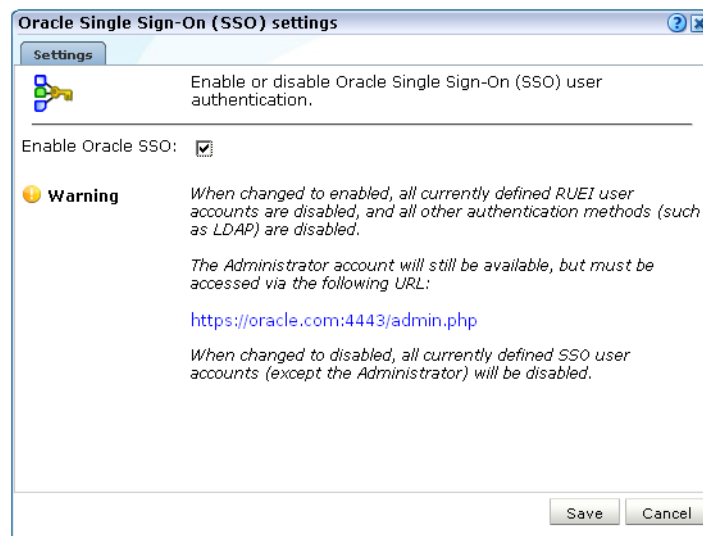 Oracle Single Sign-On (SSO) settings
Settings
Enable or disable Oracle Single Sign-On (SSO) user
authentication.
Enable Oracle SSO:
Warning
When changed to enabled, all currently defined RUEI user
accounts are disabled, and all other authentication methods (such
as LDAP) are disabled.
The Administrator account will still be available, but must be
accessed via the following URL:
https://oracle.com:4443/admin.php
When changed to disabled, all currently defined SSO user
accounts (except the Administrator) will be disabled.
Save
Cancel